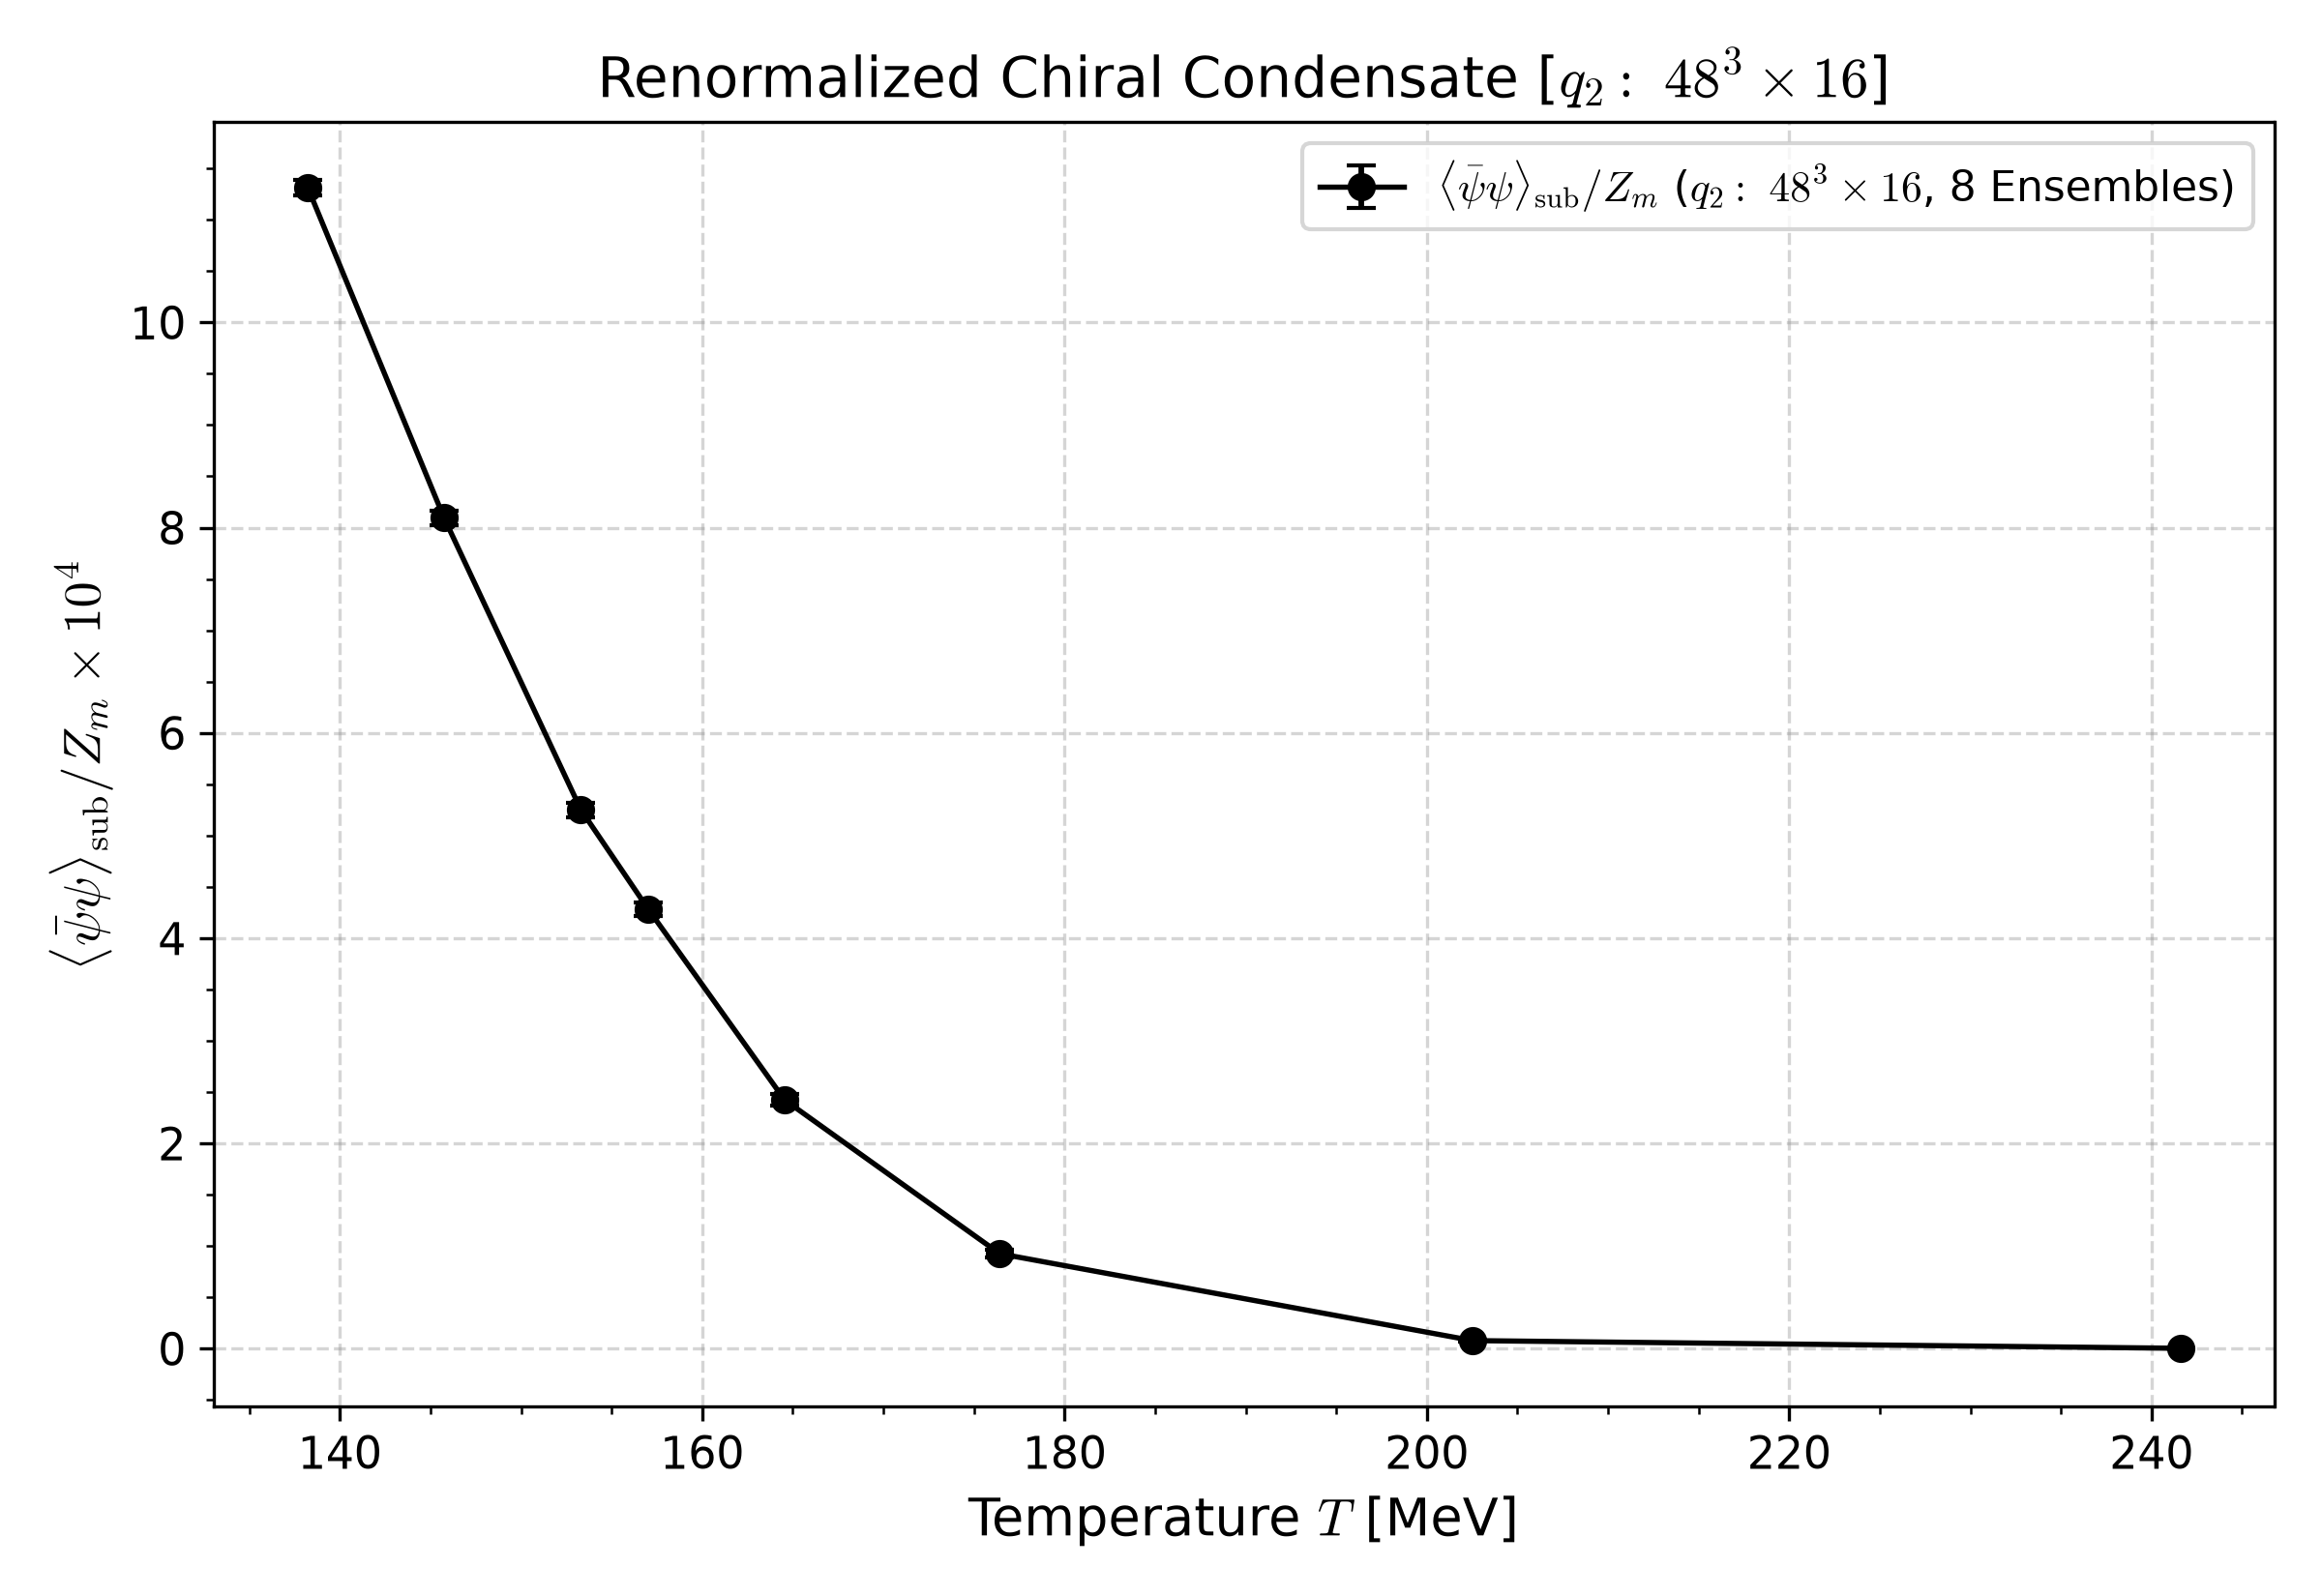 Renormalized Chiral Condensate [q₂ : 48³ × 16]
⟨ψ̄ψ⟩sub/Zₘ (q₂ : 48³ × 16, 8 Ensembles)
⟨ψ̄ψ⟩sub/Zₘ × 10⁴
10
8
6
4
2
0
140 160 180 200 220 240
Temperature T [MeV]